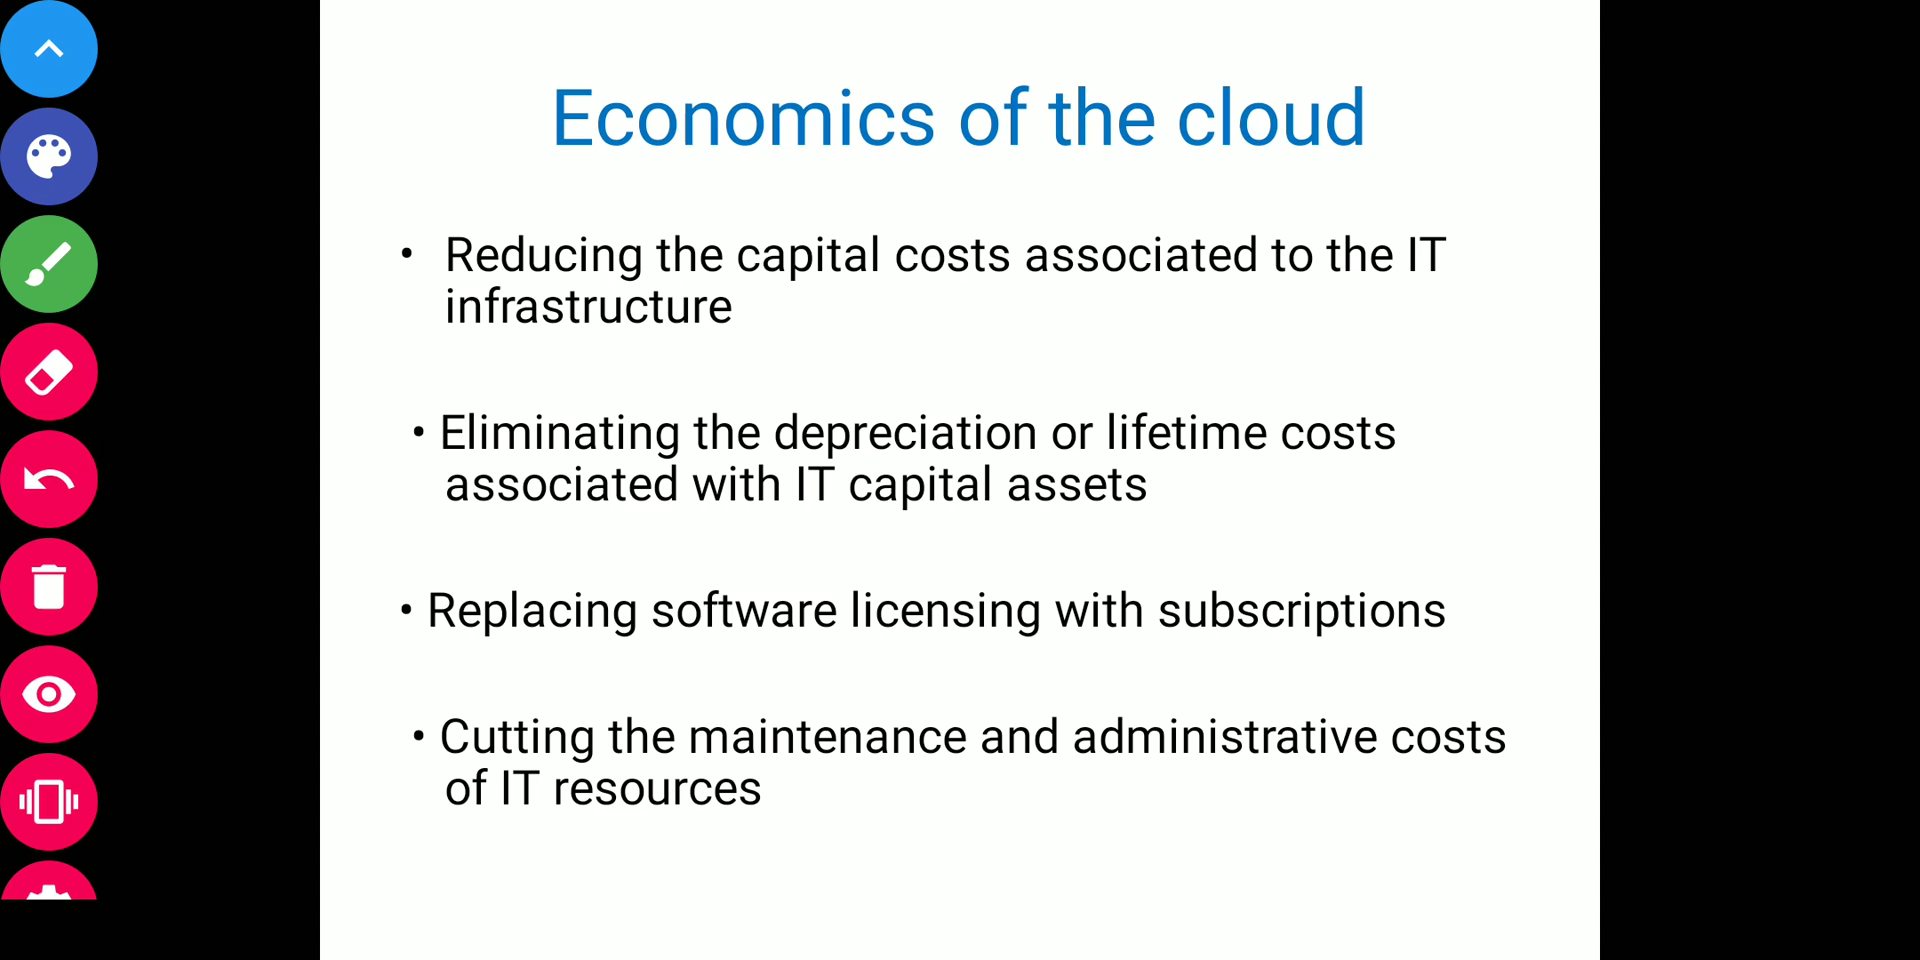 Economics of the cloud
• Reducing the capital costs associated to the IT
infrastructure
• Eliminating the depreciation or lifetime costs
associated with IT capital assets
• Replacing software licensing with subscriptions
• Cutting the maintenance and administrative costs
of IT resources